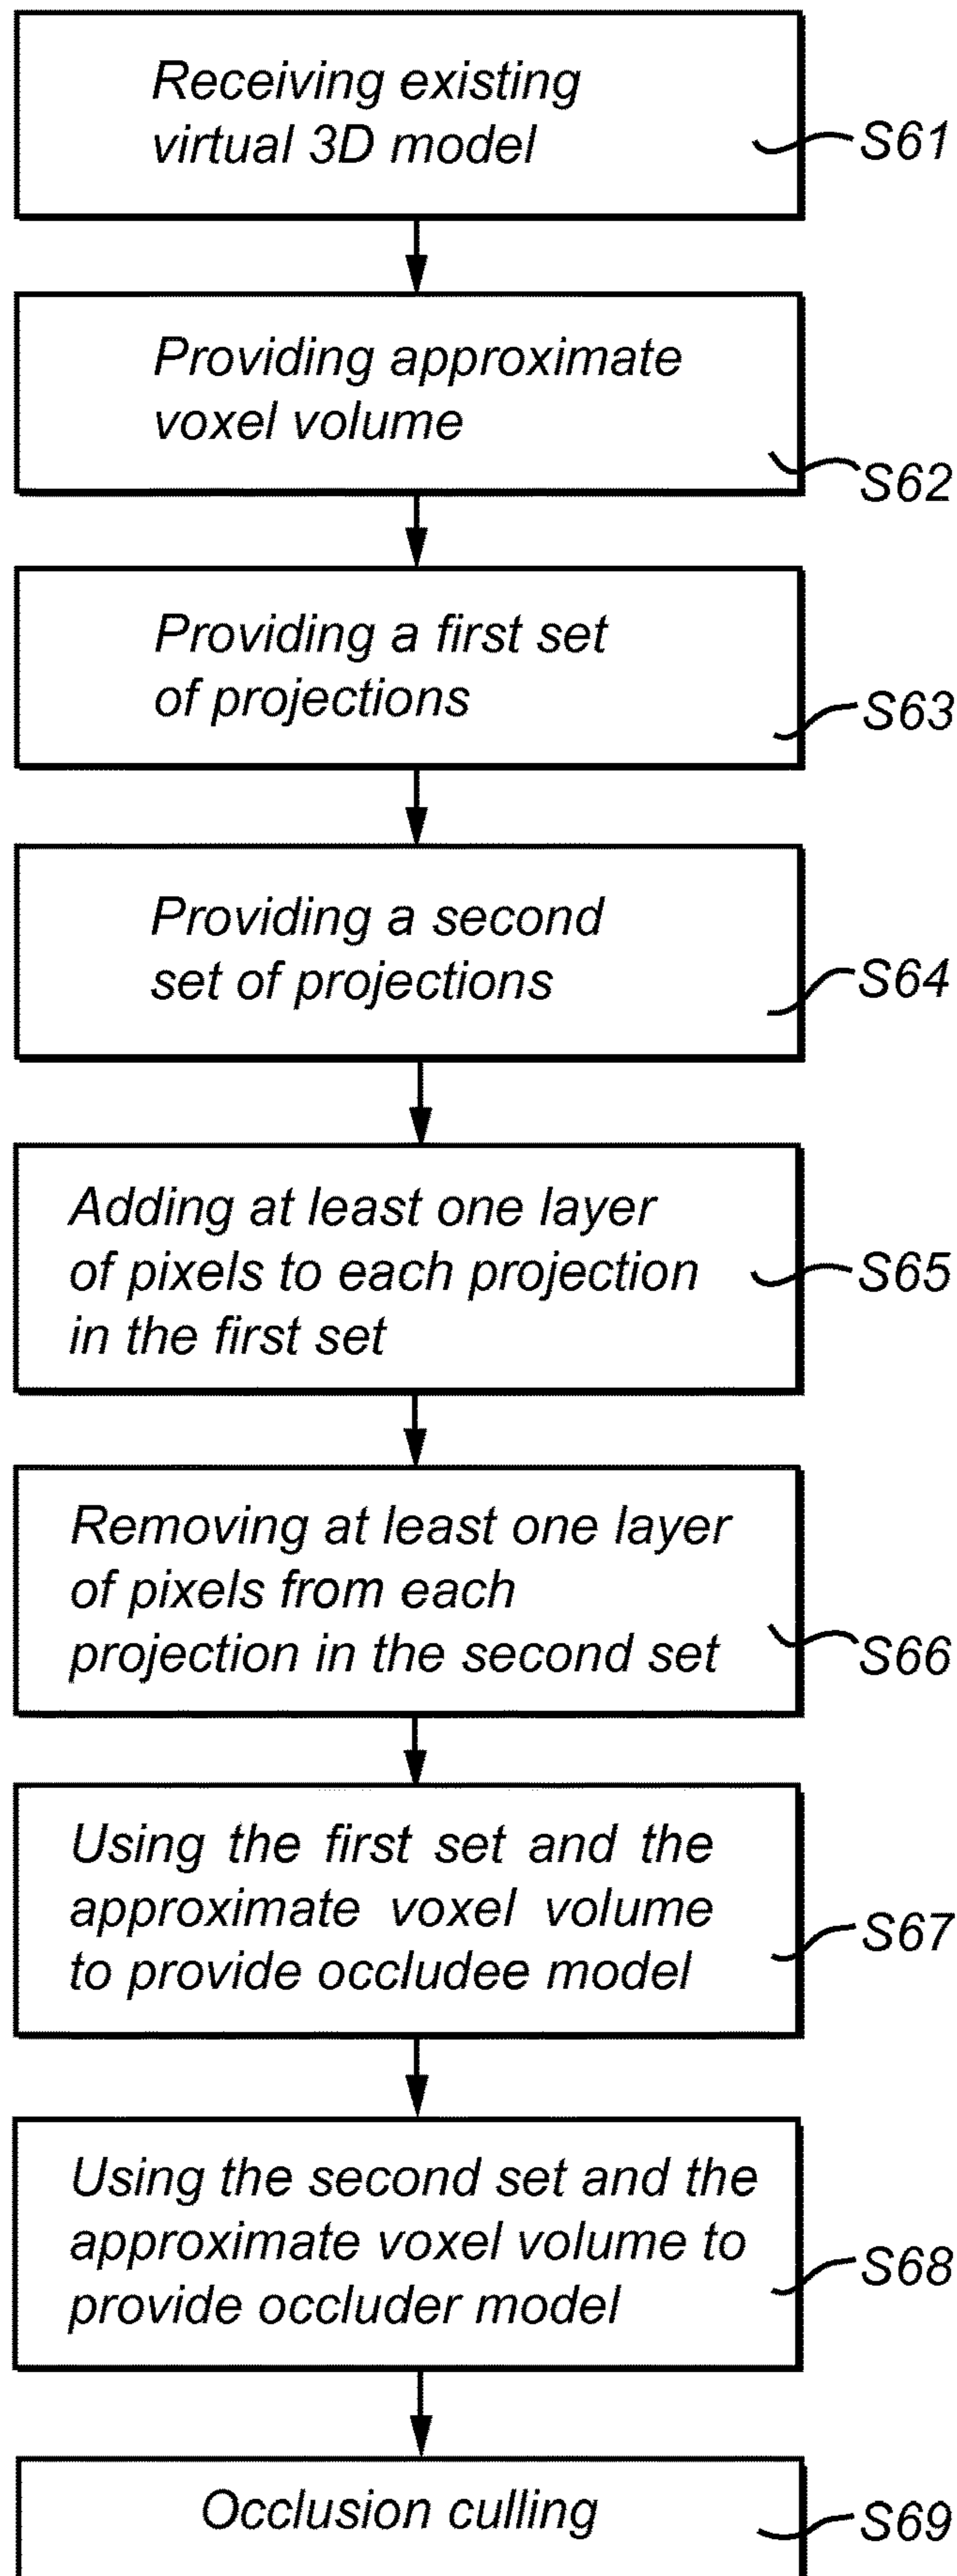 Receiving existing
virtual 3D model
S61
Providing approximate
voxel volume
S62
Providing a first set
of projections
S63
Providing a second
set of projections
S64
Adding at least one layer
of pixels to each projection
in the first set
S65
Removing at least one layer
of pixels from each
projection in the second set
S66
Using the first set and the
approximate voxel volume
to provide occludee model
S67
Using the second set and the
approximate voxel volume to
provide occluder model
S68
Occlusion culling
S69